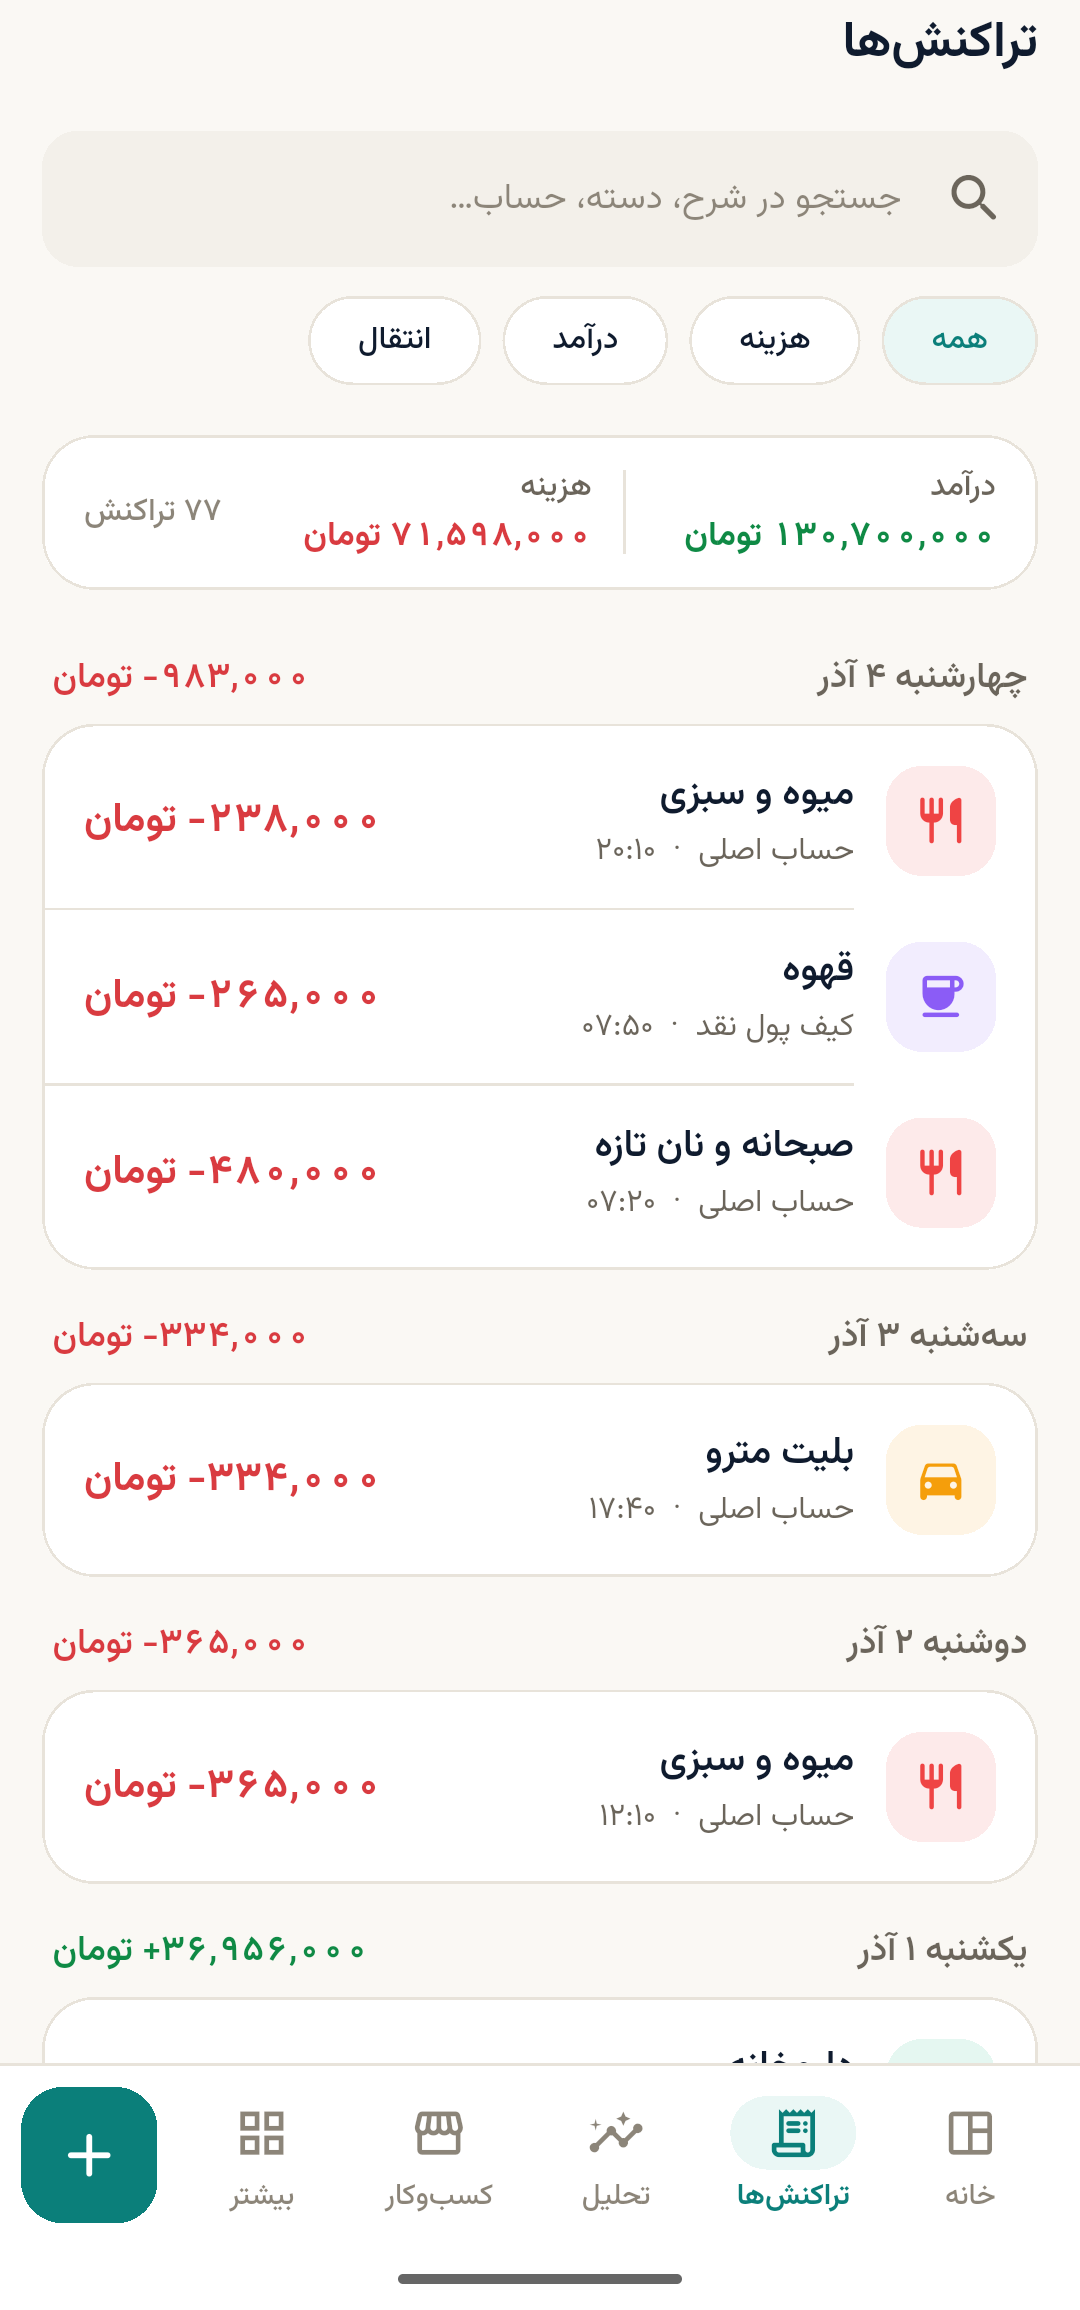 تراکنش‌ها
جستجو در شرح، دسته، حساب...
همه
هزینه
درآمد
انتقال
درآمد
۱۳۰,۷۰۰,۰۰۰ تومان
هزینه
۷۱,۵۹۸,۰۰۰ تومان
۷۷ تراکنش
چهارشنبه ۴ آذر
-۹۸۳,۰۰۰ تومان
میوه و سبزی
حساب اصلی · ۲۰:۱۰
-۲۳۸,۰۰۰ تومان
قهوه
کیف پول نقد · ۰۷:۵۰
-۲۶۵,۰۰۰ تومان
صبحانه و نان تازه
حساب اصلی · ۰۷:۲۰
-۴۸۰,۰۰۰ تومان
سه‌شنبه ۳ آذر
-۳۳۴,۰۰۰ تومان
بلیت مترو
حساب اصلی · ۱۷:۴۰
-۳۳۴,۰۰۰ تومان
دوشنبه ۲ آذر
-۳۶۵,۰۰۰ تومان
میوه و سبزی
حساب اصلی · ۱۲:۱۰
-۳۶۵,۰۰۰ تومان
یکشنبه ۱ آذر
+۳۶,۹۵۶,۰۰۰ تومان
خانه
تراکنش‌ها
تحلیل
کسب‌وکار
بیشتر